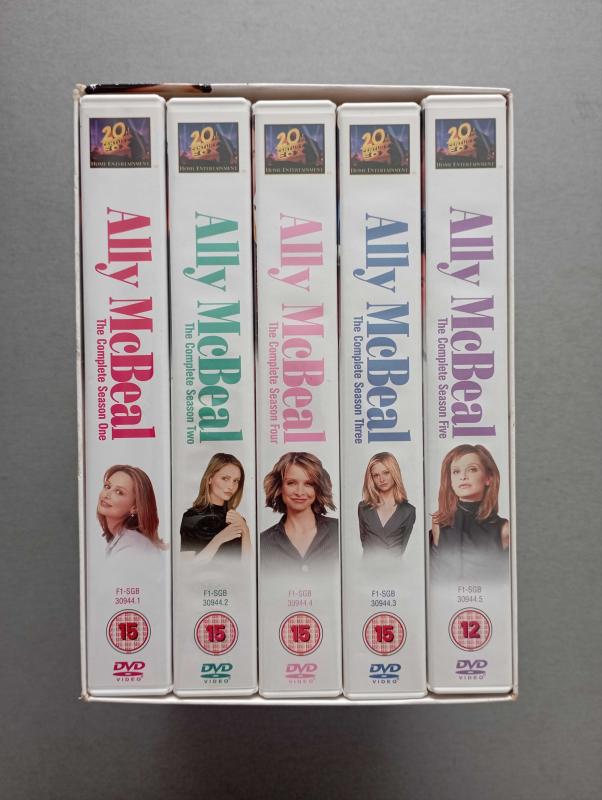 20th
CENTURY
FOX
HOME ENTERTAINMENT
Ally McBeal
The Complete Season One
F1-SGB
30944.1
15
DVD
VIDEO
20th
CENTURY
FOX
HOME ENTERTAINMENT
Ally McBeal
The Complete Season Two
F1-SGB
30944.2
15
DVD
VIDEO
20th
CENTURY
FOX
HOME ENTERTAINMENT
Ally McBeal
The Complete Season Four
F1-SGB
30944.4
15
DVD
VIDEO
20th
CENTURY
FOX
HOME ENTERTAINMENT
Ally McBeal
The Complete Season Three
F1-SGB
30944.3
15
DVD
VIDEO
20th
CENTURY
FOX
HOME ENTERTAINMENT
Ally McBeal
The Complete Season Five
F1-SGB
30944.5
12
DVD
VIDEO